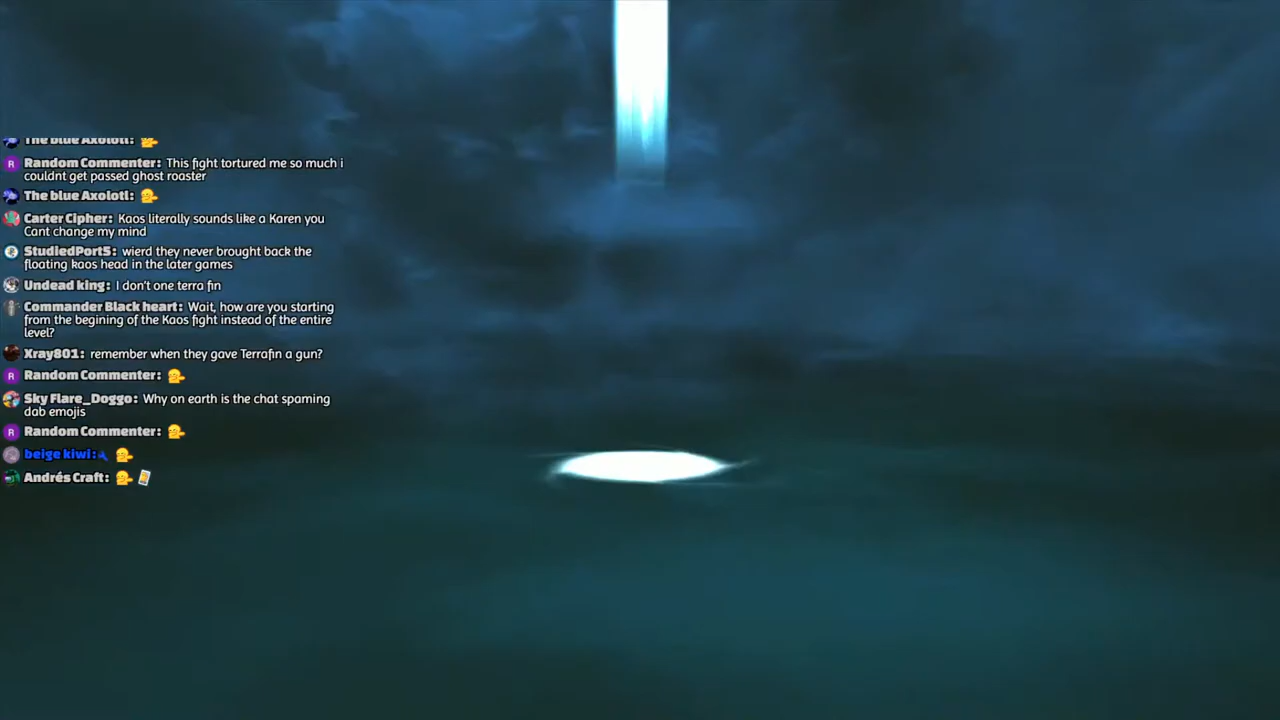 The blue Axolotl:
Random Commenter: This fight tortured me so much i
couldnt get passed ghost roaster
The blue Axolotl:
Carter Cipher: Kaos literally sounds like a Karen you
Cant change my mind
StudiedPort5: wierd they never brought back the
floating kaos head in the later games
Undead king: I don't one terra fin
Commander Black heart: Wait, how are you starting
from the begining of the Kaos fight instead of the entire
level?
Xray801: remember when they gave Terrafin a gun?
Random Commenter:
Sky Flare_Doggo: Why on earth is the chat spaming
dab emojis
Random Commenter:
beige kiwi:
Andrés Craft: